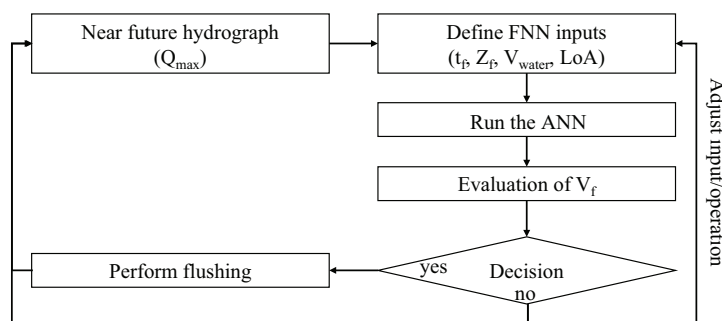 Near future hydrograph
(Qmax)
Define FNN inputs
(tf, Zf, Vwater, LoA)
Run the ANN
Evaluation of Vf
Decision
yes
no
Perform flushing
Adjust input/operation